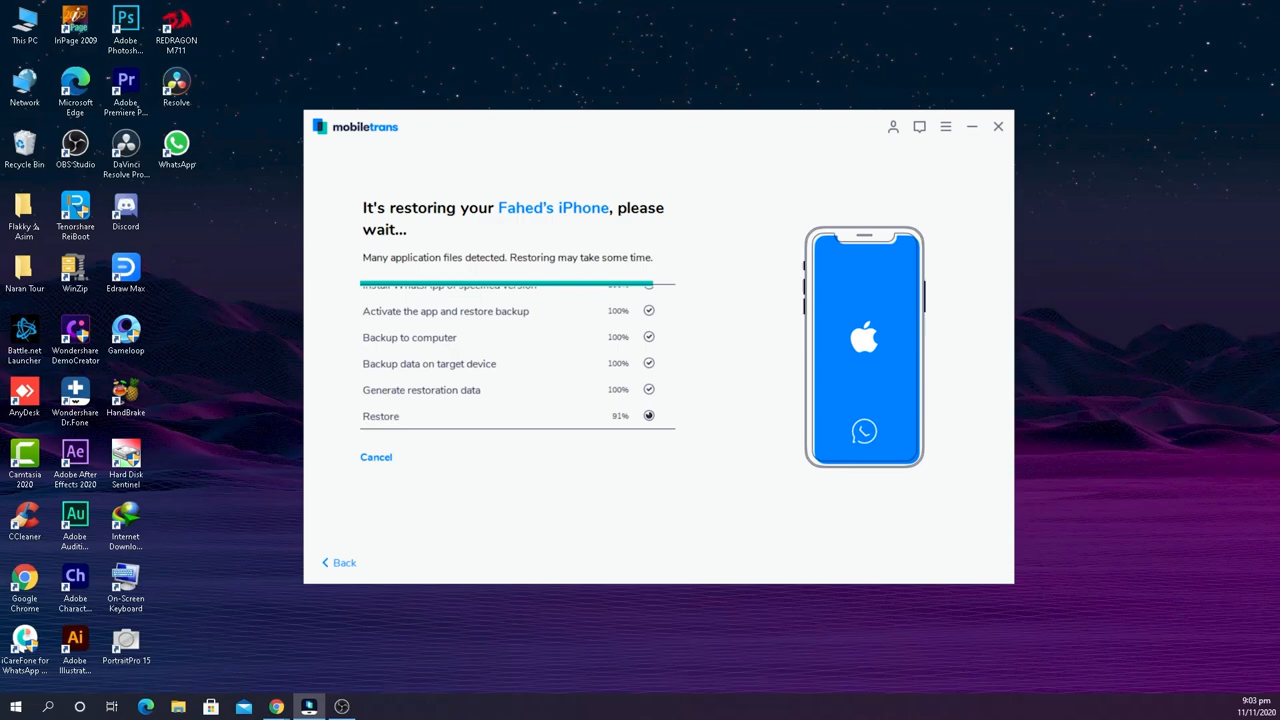 This PC
InPage 2009
Adobe
Photosh...
REDRAGON
M711
Network
Microsoft
Edge
Adobe
Premiere P...
Resolve
Recycle Bin
OBS Studio
DaVinci
Resolve Pro...
WhatsApp
Flakky ka
Asim
Tenorshare
ReiBoot
Discord
Naran Tour
WinZip
Edraw Max
Battle.net
Launcher
Wondershare
DemoCreator
Gameloop
AnyDesk
Wondershare
Dr.Fone
HandBrake
Camtasia
2020
Adobe After
Effects 2020
Hard Disk
Sentinel
CCleaner
Adobe
Auditi...
Internet
Downlo...
Google
Chrome
Adobe
Charact...
On-Screen
Keyboard
iCareFone for
WhatsApp ...
Adobe
Illustrat...
PortraitPro 15
mobiletrans
It's restoring your Fahed's iPhone, please
wait...
Many application files detected. Restoring may take some time.
Install WhatsApp of specified version
Activate the app and restore backup 100%
Backup to computer 100%
Backup data on target device 100%
Generate restoration data 100%
Restore 91%
Cancel
Back
9:03 pm
11/11/2020